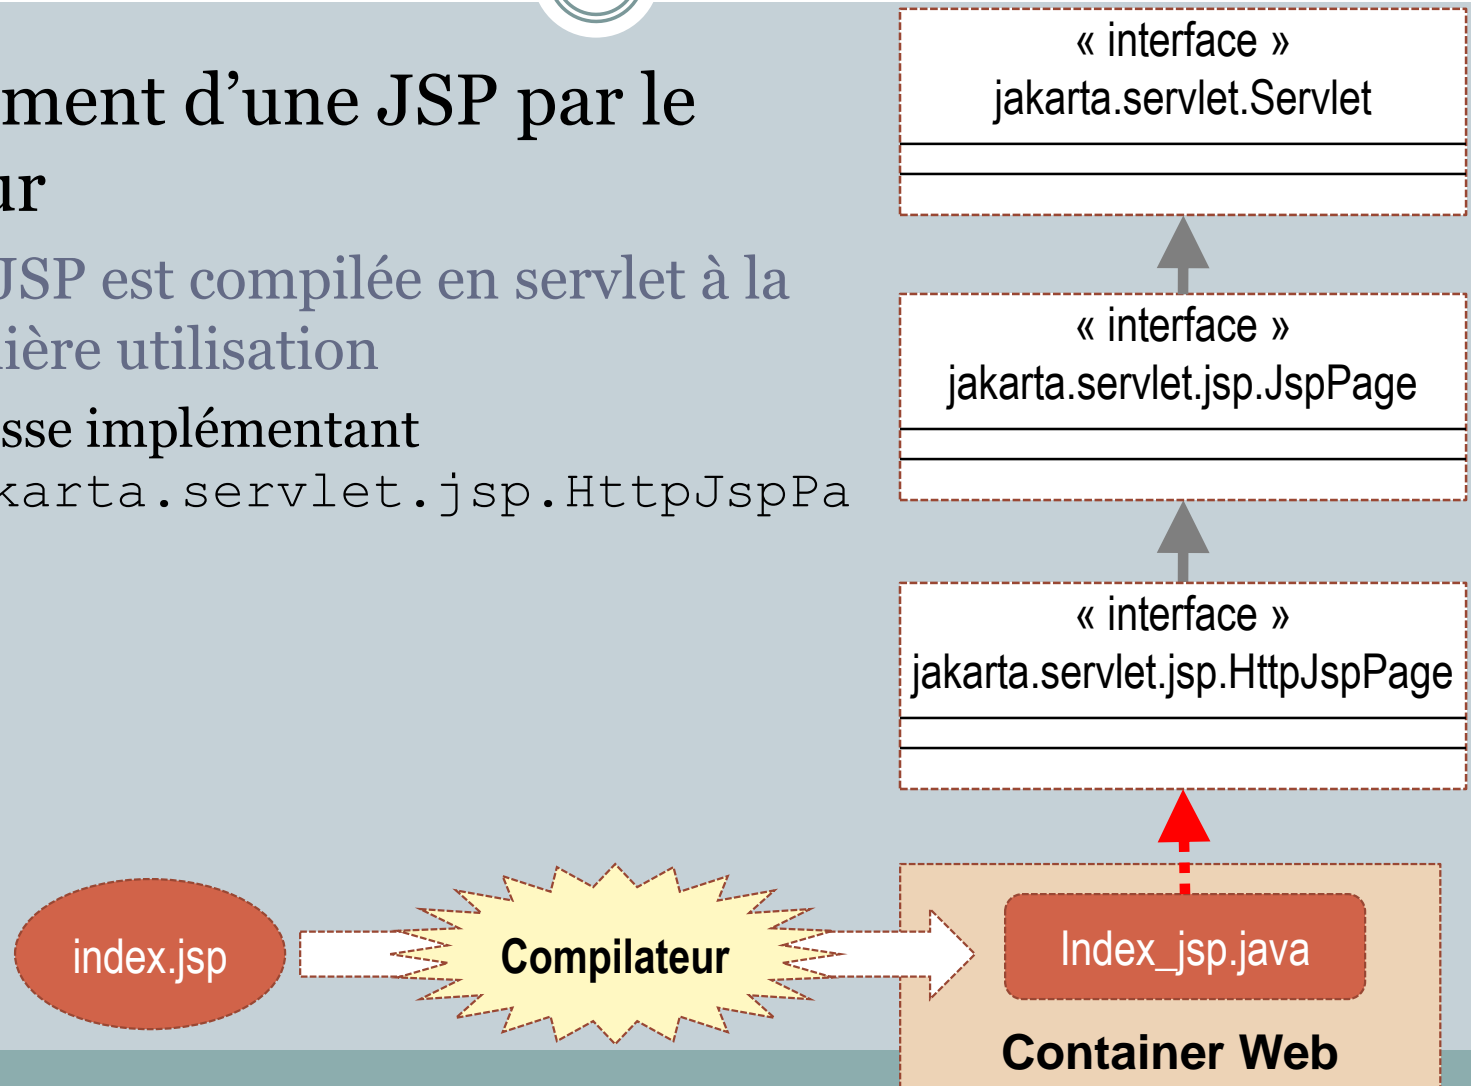 ment d’une JSP par le
ur
JSP est compilée en servlet à la
ière utilisation
sse implémentant
karta.servlet.jsp.HttpJspPa
« interface »
jakarta.servlet.Servlet
« interface »
jakarta.servlet.jsp.JspPage
« interface »
jakarta.servlet.jsp.HttpJspPage
index.jsp
Compilateur
Index_jsp.java
Container Web